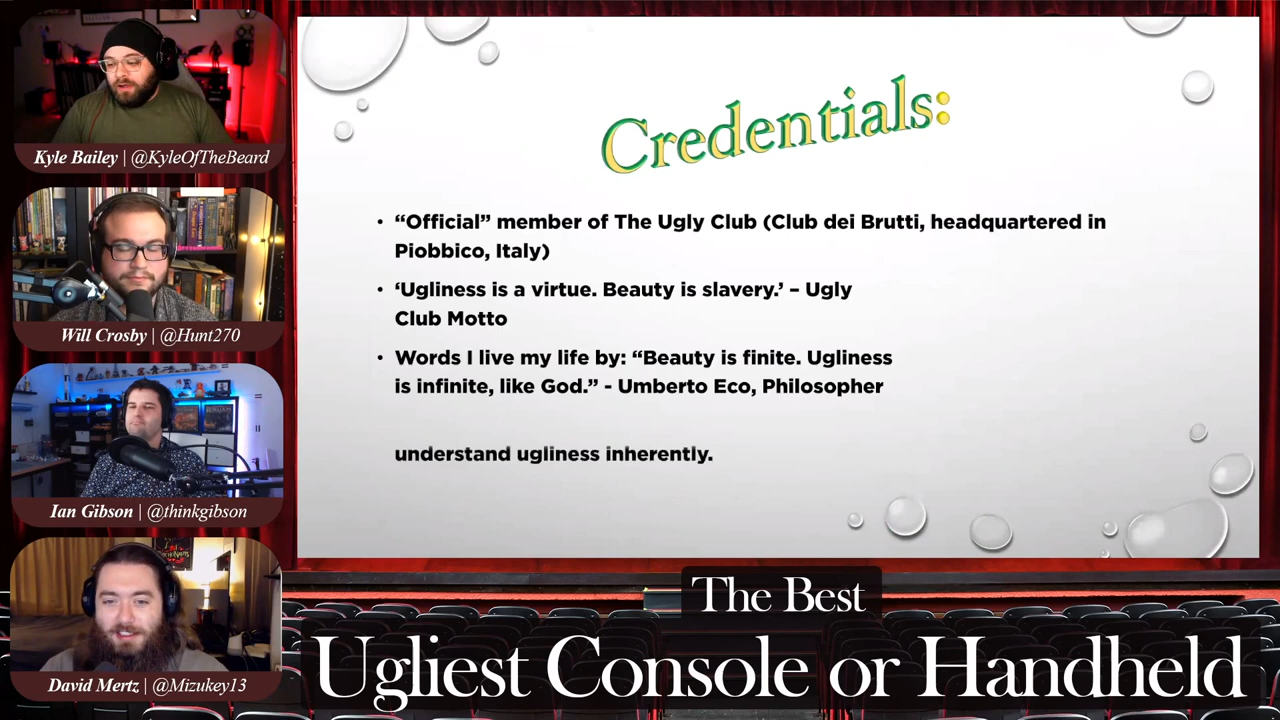 Credentials:
• “Official” member of The Ugly Club (Club dei Brutti, headquartered in
Piobbico, Italy)
• ‘Ugliness is a virtue. Beauty is slavery.’ – Ugly
Club Motto
• Words I live my life by: “Beauty is finite. Ugliness
is infinite, like God.” - Umberto Eco, Philosopher
understand ugliness inherently.
Kyle Bailey | @KyleOfTheBeard
Will Crosby | @Hunt270
Ian Gibson | @thinkgibson
David Mertz | @Mizukey13
The Best
Ugliest Console or Handheld